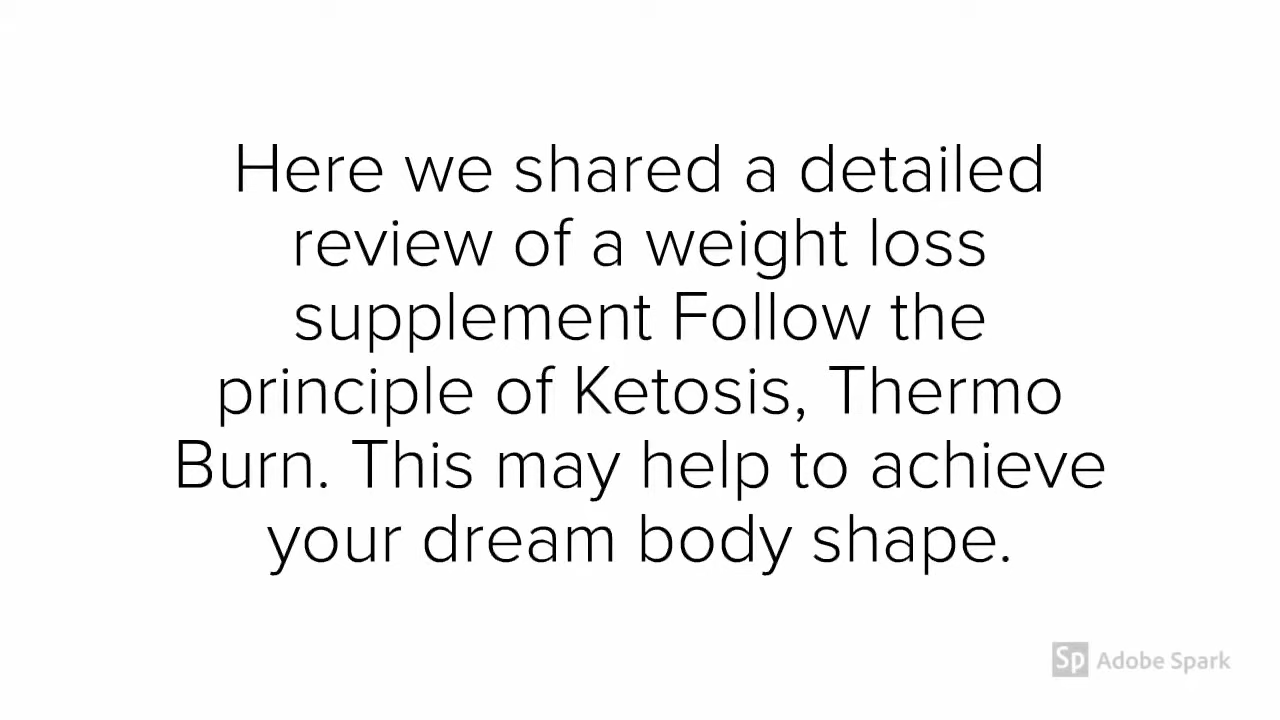 Here we shared a detailed
review of a weight loss
supplement Follow the
principle of Ketosis, Thermo
Burn. This may help to achieve
your dream body shape.
Sp Adobe Spark